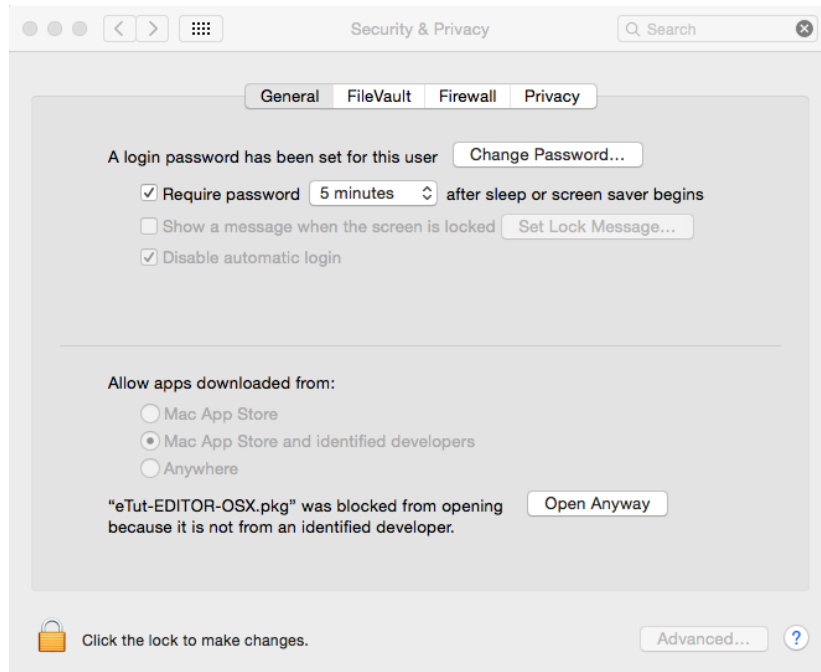 Security & Privacy
Search
General FileVault Firewall Privacy
A login password has been set for this user Change Password...
Require password 5 minutes after sleep or screen saver begins
Show a message when the screen is locked Set Lock Message...
Disable automatic login
Allow apps downloaded from:
Mac App Store
Mac App Store and identified developers
Anywhere
“eTut-EDITOR-OSX.pkg” was blocked from opening Open Anyway
because it is not from an identified developer.
Click the lock to make changes. Advanced... ?